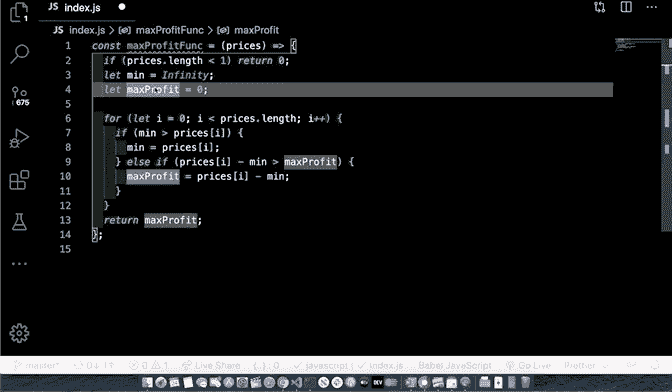 index.js
JS index.js > maxProfitFunc > maxProfit
1 const maxProfitFunc = (prices) => {
2 if (prices.length < 1) return 0;
3 let min = Infinity;
4 let maxProfit = 0;
5
6 for (let i = 0; i < prices.length; i++) {
7 if (min > prices[i]) {
8 min = prices[i];
9 } else if (prices[i] - min > maxProfit) {
10 maxProfit = prices[i] - min;
11 }
12 }
13 return maxProfit;
14 };
15
675
master* 0↓ 1↑ 0 1 Live Share {..}: 0 javascript index.js Babel JavaScript Go Live Prettier
DEV